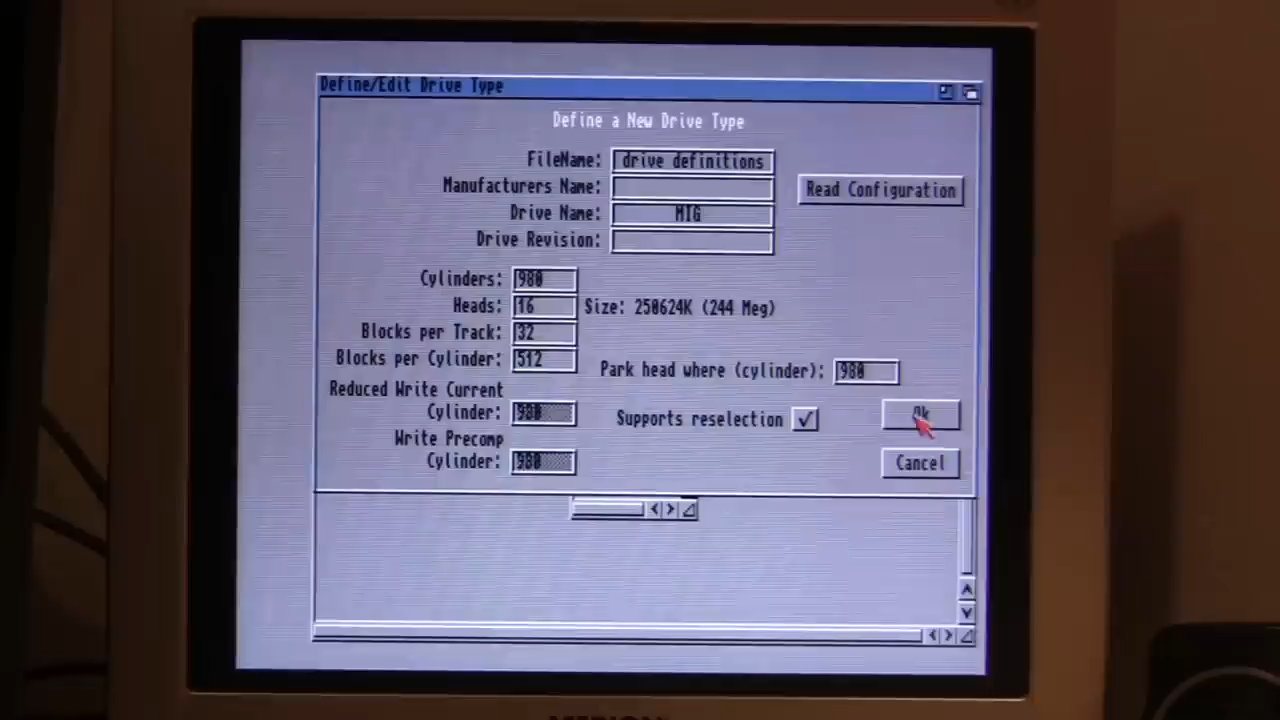 Define/Edit Drive Type
Define a New Drive Type
FileName: drive definitions
Manufacturers Name:
Read Configuration
Drive Name: MIG
Drive Revision:
Cylinders: 980
Heads: 16 Size: 250624K (244 Meg)
Blocks per Track: 32
Blocks per Cylinder: 512
Park head where (cylinder): 980
Reduced Write Current
Cylinder: 980
Supports reselection
Ok
Write Precomp
Cylinder: 980
Cancel